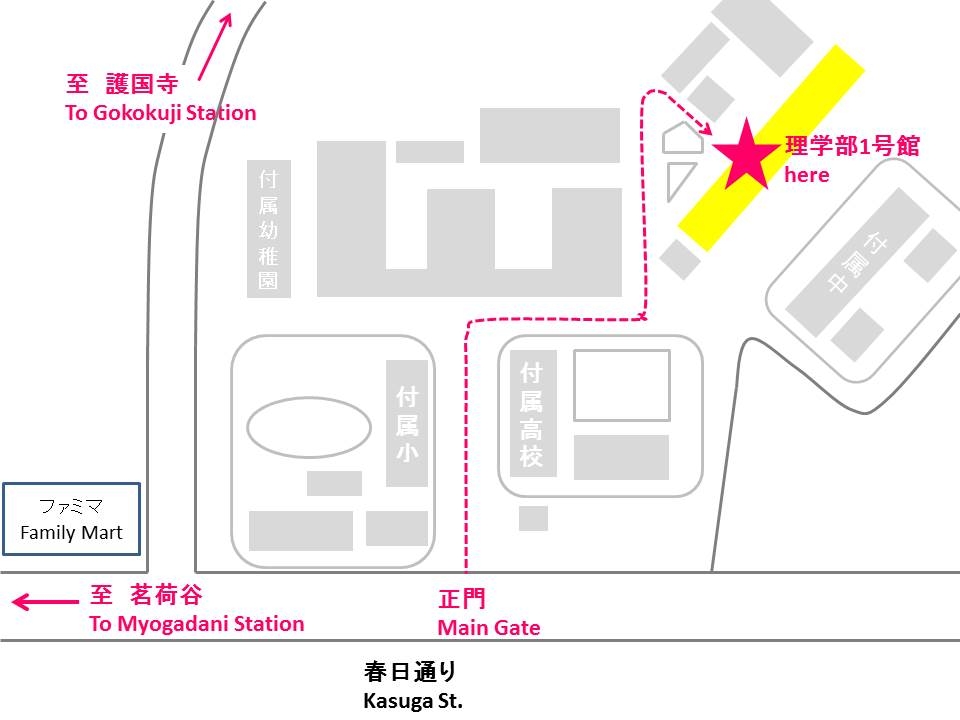 至　護国寺
To Gokokuji Station
理学部1号館
here
付属幼稚園
付属中
付属小
付属高校
ファミマ
Family Mart
至　茗荷谷
To Myogadani Station
正門
Main Gate
春日通り
Kasuga St.